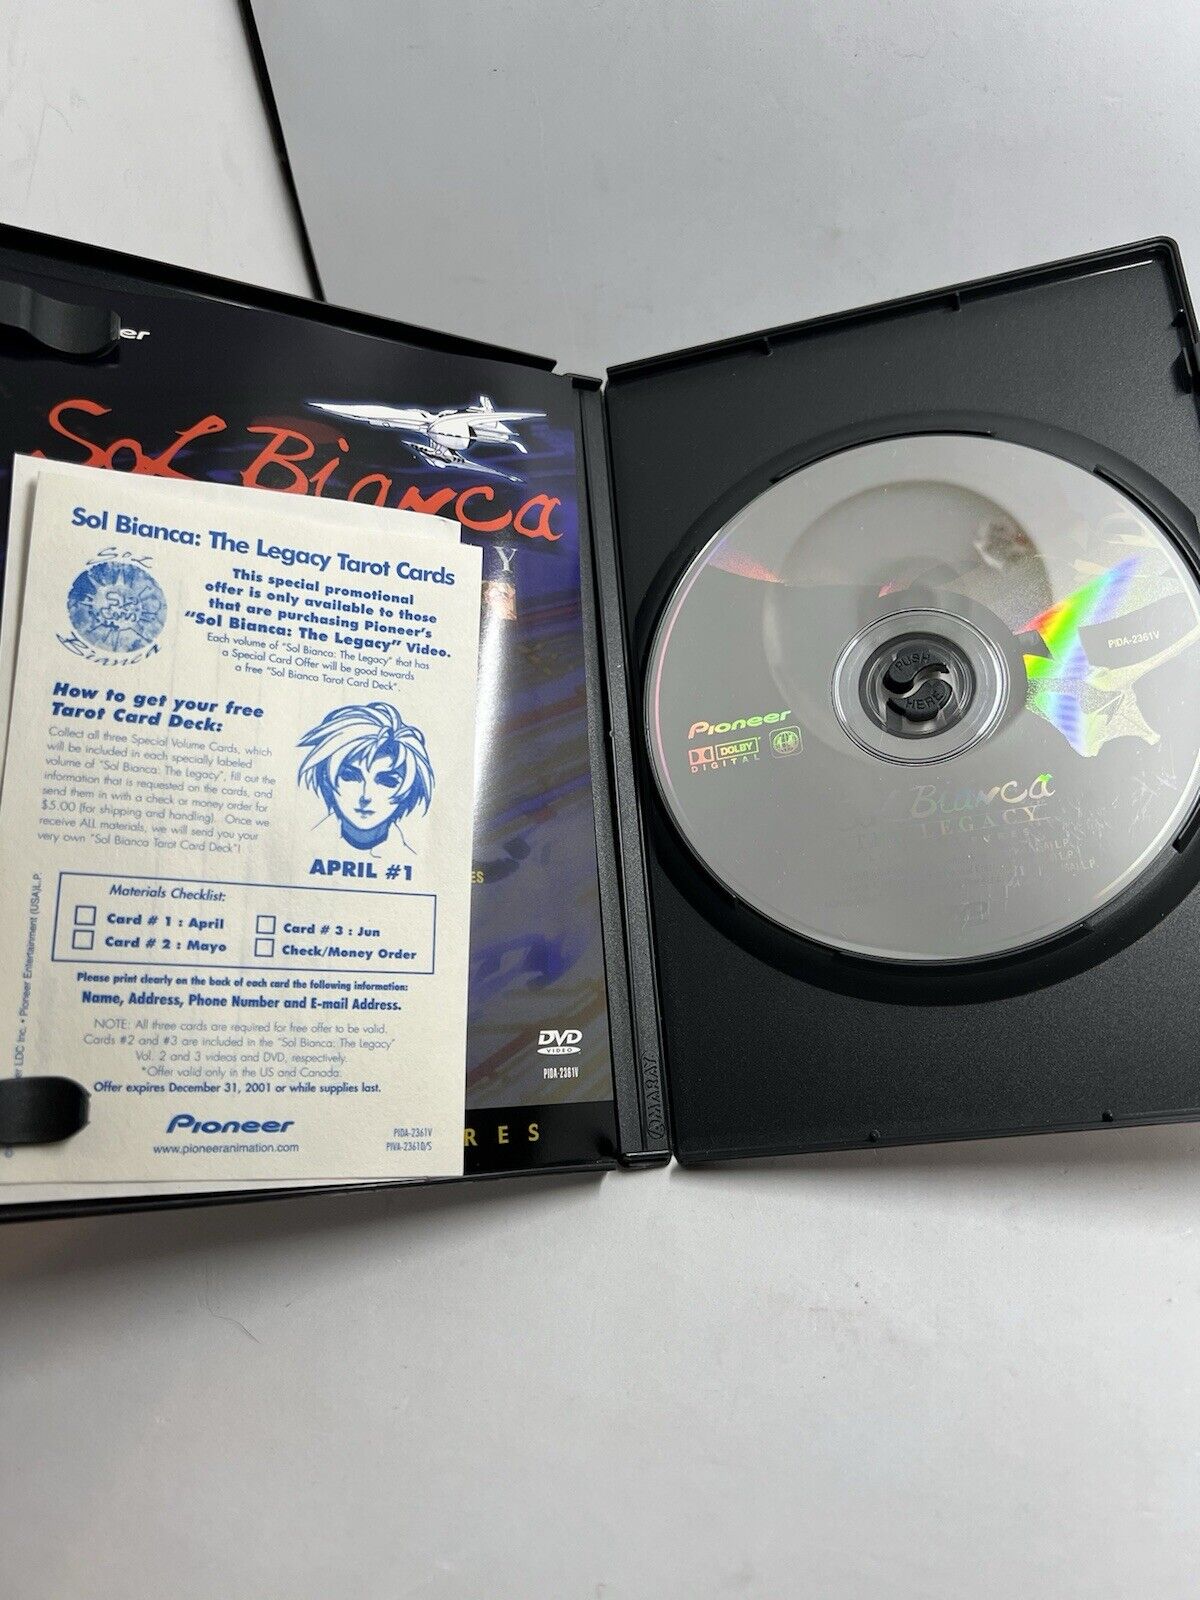 er
Sol Bianca
Y
ES
DVD
VIDEO
PIDA-2361V
RES
Sol Bianca: The Legacy Tarot Cards
Sol
Bianca
This special promotional
offer is only available to those
that are purchasing Pioneer's
"Sol Bianca: The Legacy" Video.
Each volume of "Sol Bianca: The Legacy" that has
a Special Card Offer will be good towards
a free "Sol Bianca Tarot Card Deck".
How to get your free
Tarot Card Deck:
Collect all three Special Volume Cards, which
will be included in each specially labeled
volume of "Sol Bianca: The Legacy", fill out the
information that is requested on the cards, and
send them in with a check or money order for
$5.00 (for shipping and handling). Once we
receive ALL materials, we will send you your
very own "Sol Bianca Tarot Card Deck"!
APRIL #1
Materials Checklist:
Card # 1 : April
Card # 2 : Mayo
Card # 3 : Jun
Check/Money Order
Please print clearly on the back of each card the following information:
Name, Address, Phone Number and E-mail Address.
NOTE: All three cards are required for free offer to be valid.
Cards #2 and #3 are included in the "Sol Bianca: The Legacy"
Vol. 2 and 3 videos and DVD, respectively.
*Offer valid only in the US and Canada.
Offer expires December 31, 2001 or while supplies last.
Pioneer
www.pioneeranimation.com
PIDA-2361V
PIVA-2361D/S
er LDC Inc. • Pioneer Entertainment (USA) L.P.
AMARAY
PUSH
HERE
PIDA-2361V
Pioneer
DOLBY
DIGITAL
Bianca
EGACY